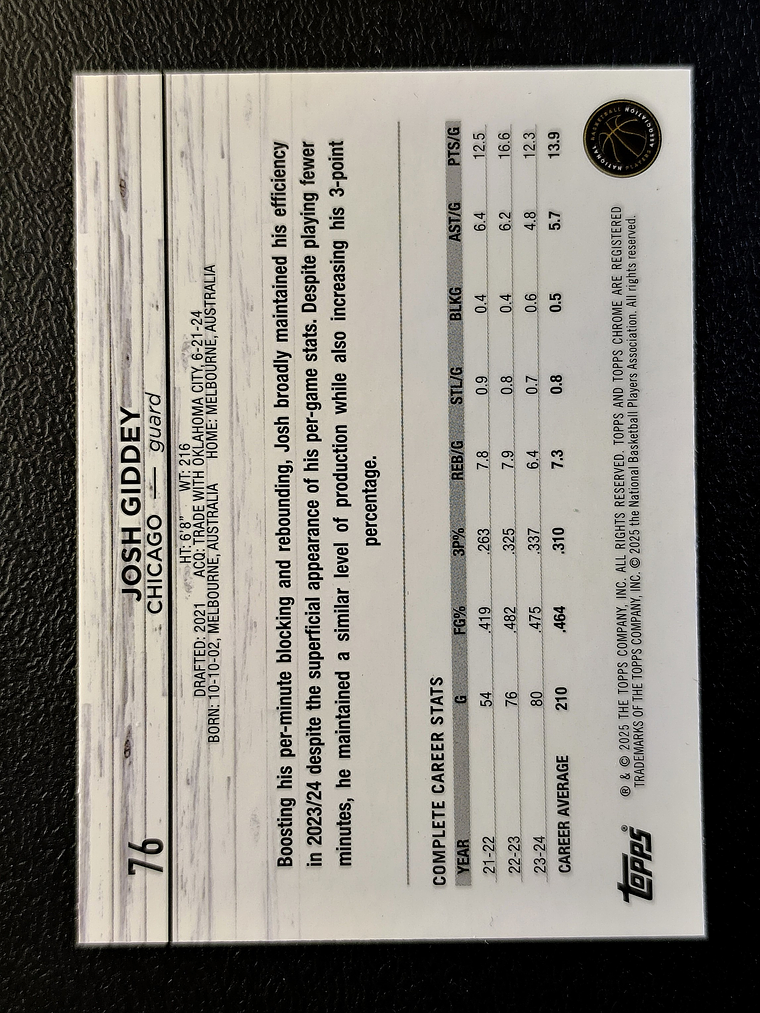 76
JOSH GIDDEY
CHICAGO — guard
HT: 6'8" WT: 216
DRAFTED: 2021 ACQ: TRADE WITH OKLAHOMA CITY, 6-21-24
BORN: 10-10-02, MELBOURNE, AUSTRALIA HOME: MELBOURNE, AUSTRALIA
Boosting his per-minute blocking and rebounding, Josh broadly maintained his efficiency
in 2023/24 despite the superficial appearance of his per-game stats. Despite playing fewer
minutes, he maintained a similar level of production while also increasing his 3-point
percentage.
COMPLETE CAREER STATS
YEAR G FG% 3P% REB/G STL/G BLKG AST/G PTS/G
21-22 54 .419 .263 7.8 0.9 0.4 6.4 12.5
22-23 76 .482 .325 7.9 0.8 0.4 6.2 16.6
23-24 80 .475 .337 6.4 0.7 0.6 4.8 12.3
CAREER AVERAGE 210 .464 .310 7.3 0.8 0.5 5.7 13.9
topps®
® & © 2025 THE TOPPS COMPANY, INC. ALL RIGHTS RESERVED. TOPPS AND TOPPS CHROME ARE REGISTERED
TRADEMARKS OF THE TOPPS COMPANY, INC. © 2025 the National Basketball Players Association. All rights reserved.
NATIONAL BASKETBALL PLAYERS ASSOCIATION